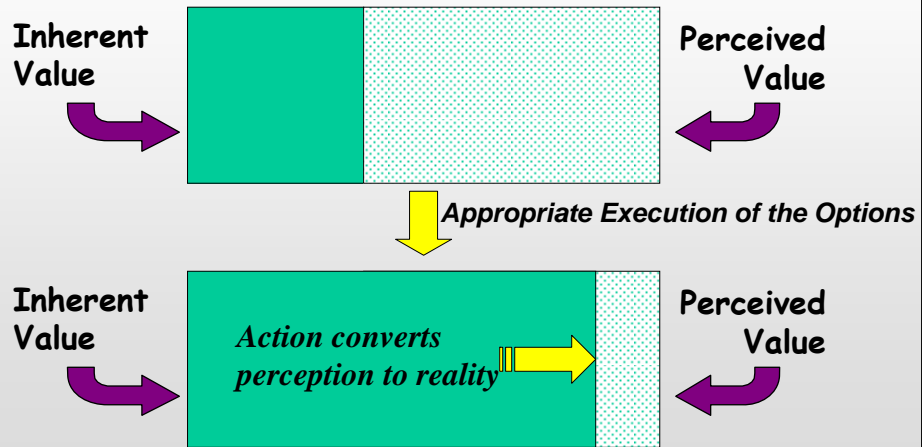 Inherent
Value
Perceived
Value
Appropriate Execution of the Options
Inherent
Value
Action converts
perception to reality
Perceived
Value